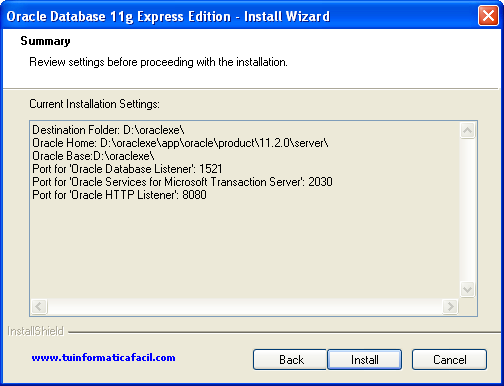 Oracle Database 11g Express Edition - Install Wizard
Summary
Review settings before proceeding with the installation.
Current Installation Settings:
Destination Folder: D:\oraclexe\
Oracle Home: D:\oraclexe\app\oracle\product\11.2.0\server\
Oracle Base:D:\oraclexe\
Port for 'Oracle Database Listener': 1521
Port for 'Oracle Services for Microsoft Transaction Server': 2030
Port for 'Oracle HTTP Listener': 8080
InstallShield
www.tuinformaticafacil.com
Back
Install
Cancel